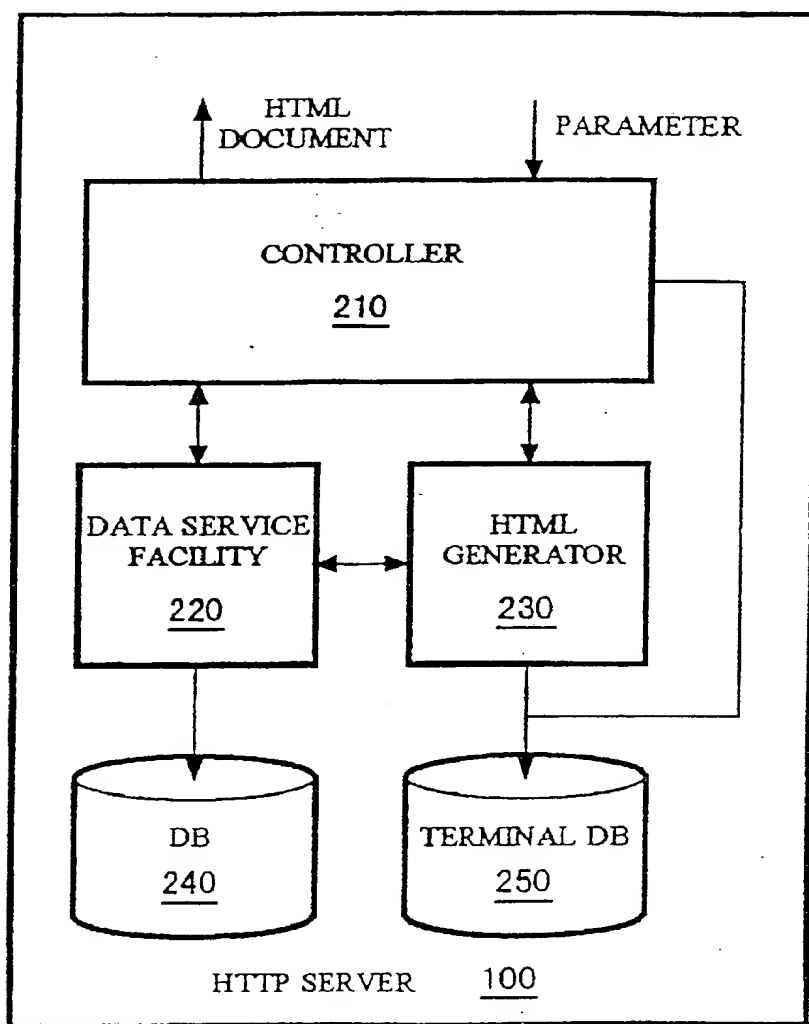 HTML
DOCUMENT
PARAMETER
CONTROLLER
210
DATA SERVICE
FACILITY
220
HTML
GENERATOR
230
DB
240
TERMINAL DB
250
HTTP SERVER 100